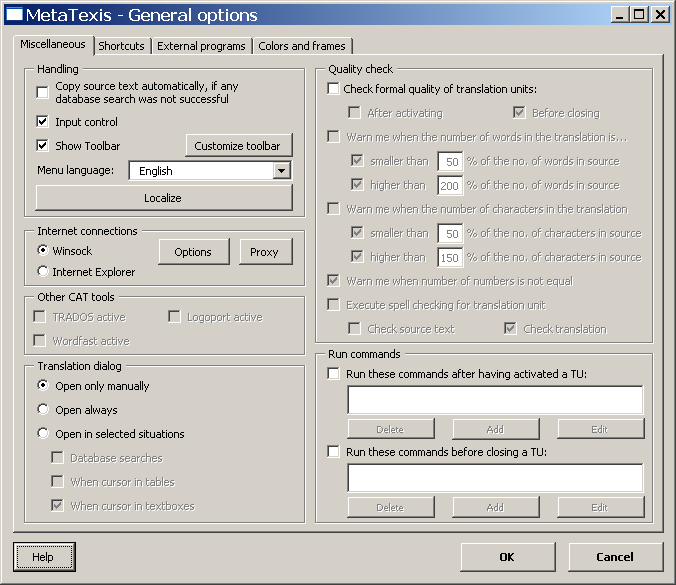 MetaTexis - General options
Miscellaneous
Shortcuts
External programs
Colors and frames
Handling
Copy source text automatically, if any
database search was not successful
Input control
Show Toolbar
Customize toolbar
Menu language:
English
Localize
Internet connections
Winsock
Options
Proxy
Internet Explorer
Other CAT tools
TRADOS active
Logoport active
Wordfast active
Translation dialog
Open only manually
Open always
Open in selected situations
Database searches
When cursor in tables
When cursor in textboxes
Quality check
Check formal quality of translation units:
After activating
Before closing
Warn me when the number of words in the translation is...
smaller than 50 % of the no. of words in source
higher than 200 % of the no. of words in source
Warn me when the number of characters in the translation
smaller than 50 % of the no. of characters in source
higher than 150 % of the no. of characters in source
Warn me when number of numbers is not equal
Execute spell checking for translation unit
Check source text
Check translation
Run commands
Run these commands after having activated a TU:
Delete
Add
Edit
Run these commands before closing a TU:
Delete
Add
Edit
Help
OK
Cancel